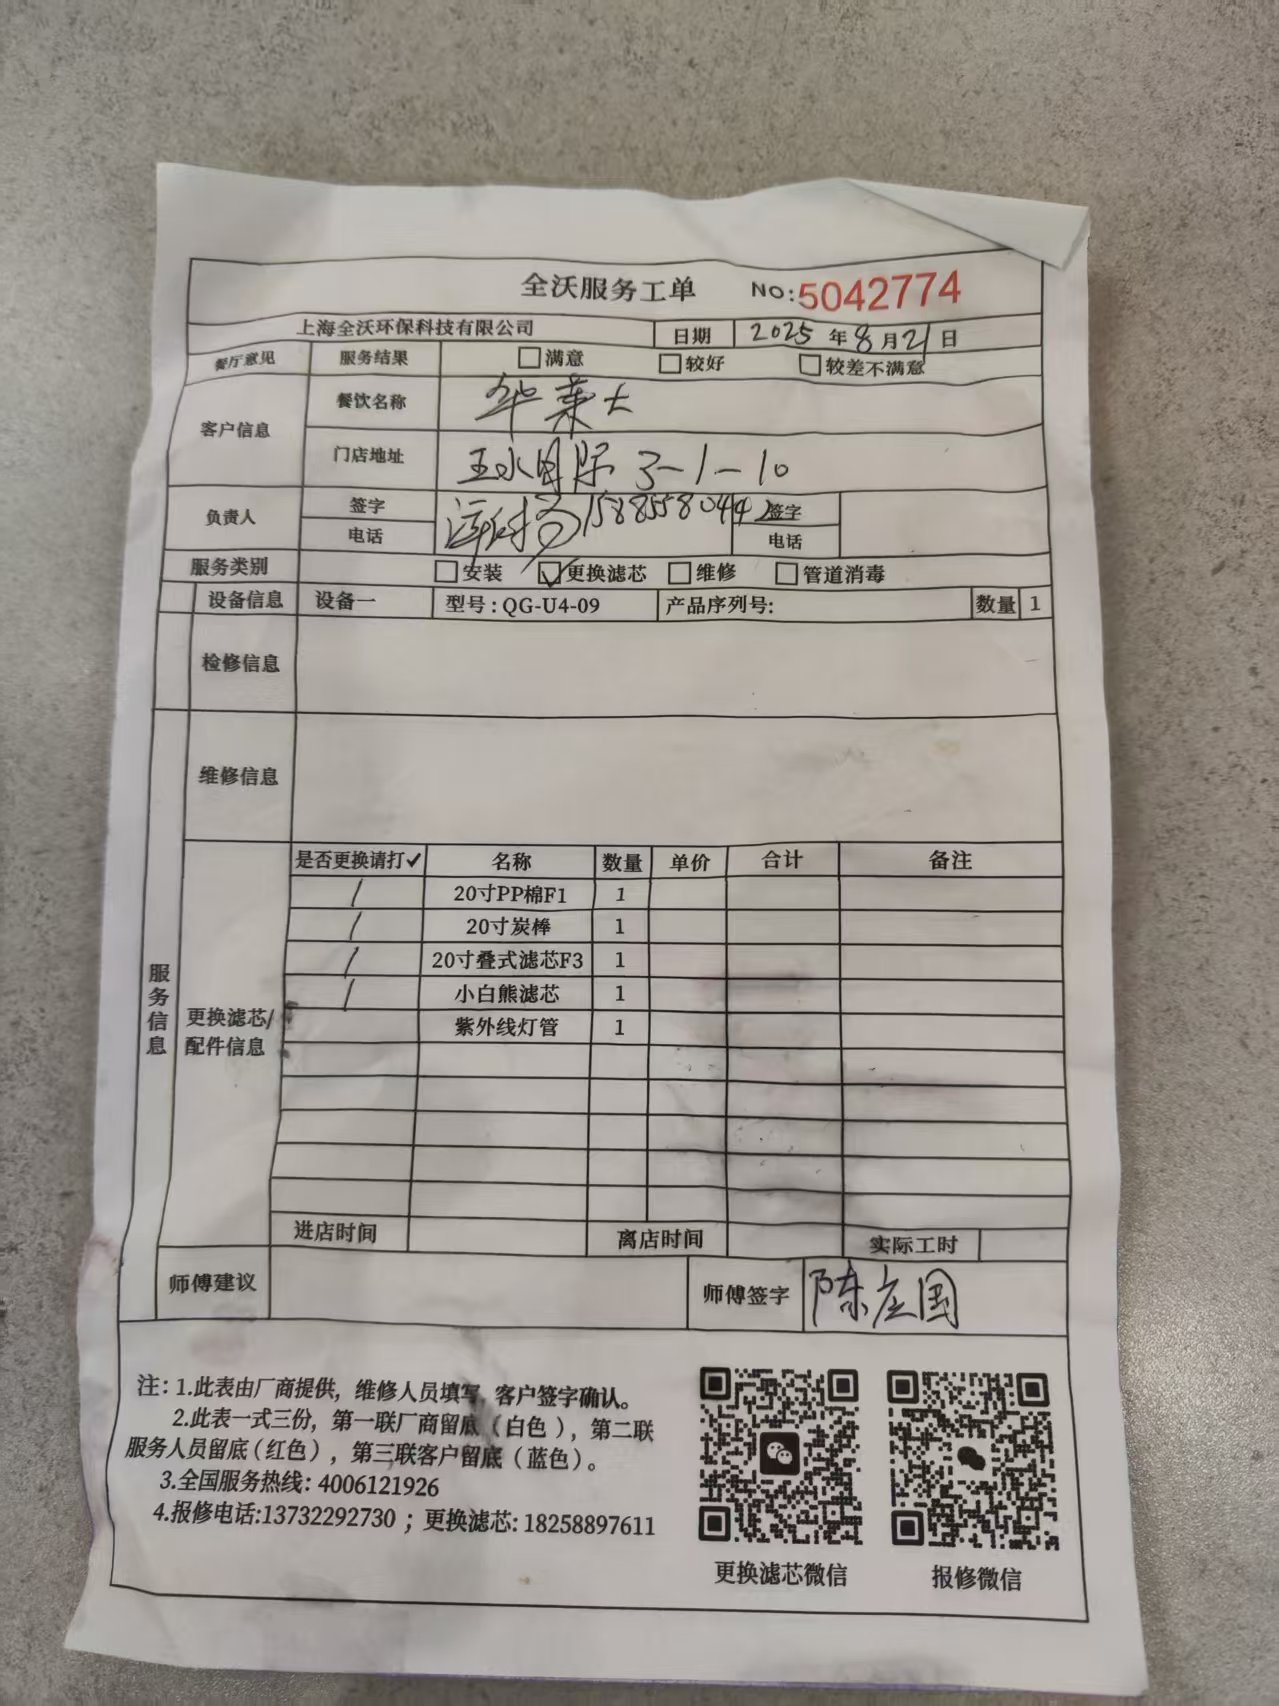 全沃服务工单 NO:5042774
上海全沃环保科技有限公司 日期 2025 年 8 月 21 日
餐厅意见 服务结果 满意 较好 较差不满意
客户信息 餐饮名称 华莱士
门店地址 玉水国际 3-1-10
负责人 签字 签字
电话 电话
服务类别 安装 更换滤芯 维修 管道消毒
设备信息 设备一 型号:QG-U4-09 产品序列号: 数量 1
检修信息
维修信息
服务信息
更换滤芯/
配件信息
是否更换请打✓ 名称 数量 单价 合计 备注
/ 20寸PP棉F1 1
/ 20寸炭棒 1
/ 20寸叠式滤芯F3 1
/ 小白熊滤芯 1
紫外线灯管 1
进店时间 离店时间 实际工时
师傅建议 师傅签字 陈庄国
注:1.此表由厂商提供,维修人员填写,客户签字确认。
2.此表一式三份,第一联厂商留底(白色),第二联
服务人员留底(红色),第三联客户留底(蓝色)。
3.全国服务热线:4006121926
4.报修电话:13732292730 ;更换滤芯:18258897611
更换滤芯微信 报修微信